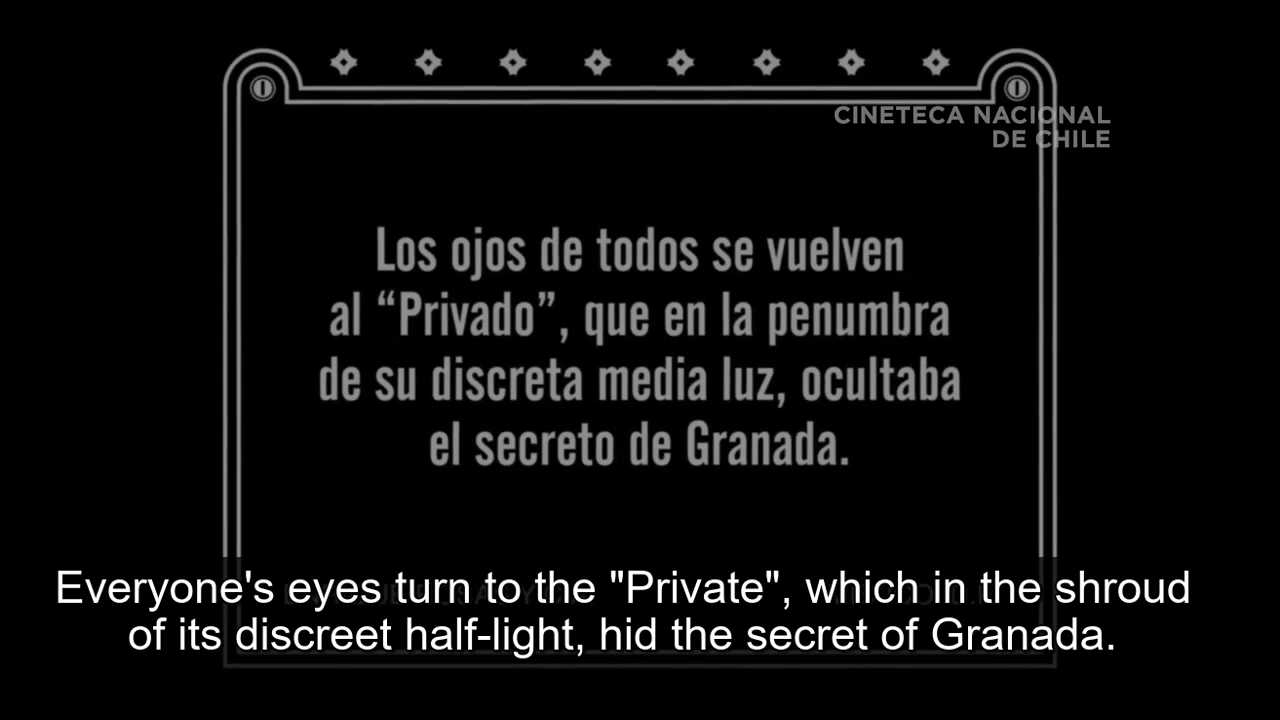 CINETECA NACIONAL
DE CHILE
Los ojos de todos se vuelven
al “Privado”, que en la penumbra
de su discreta media luz, ocultaba
el secreto de Granada.
Everyone's eyes turn to the "Private", which in the shroud
of its discreet half-light, hid the secret of Granada.